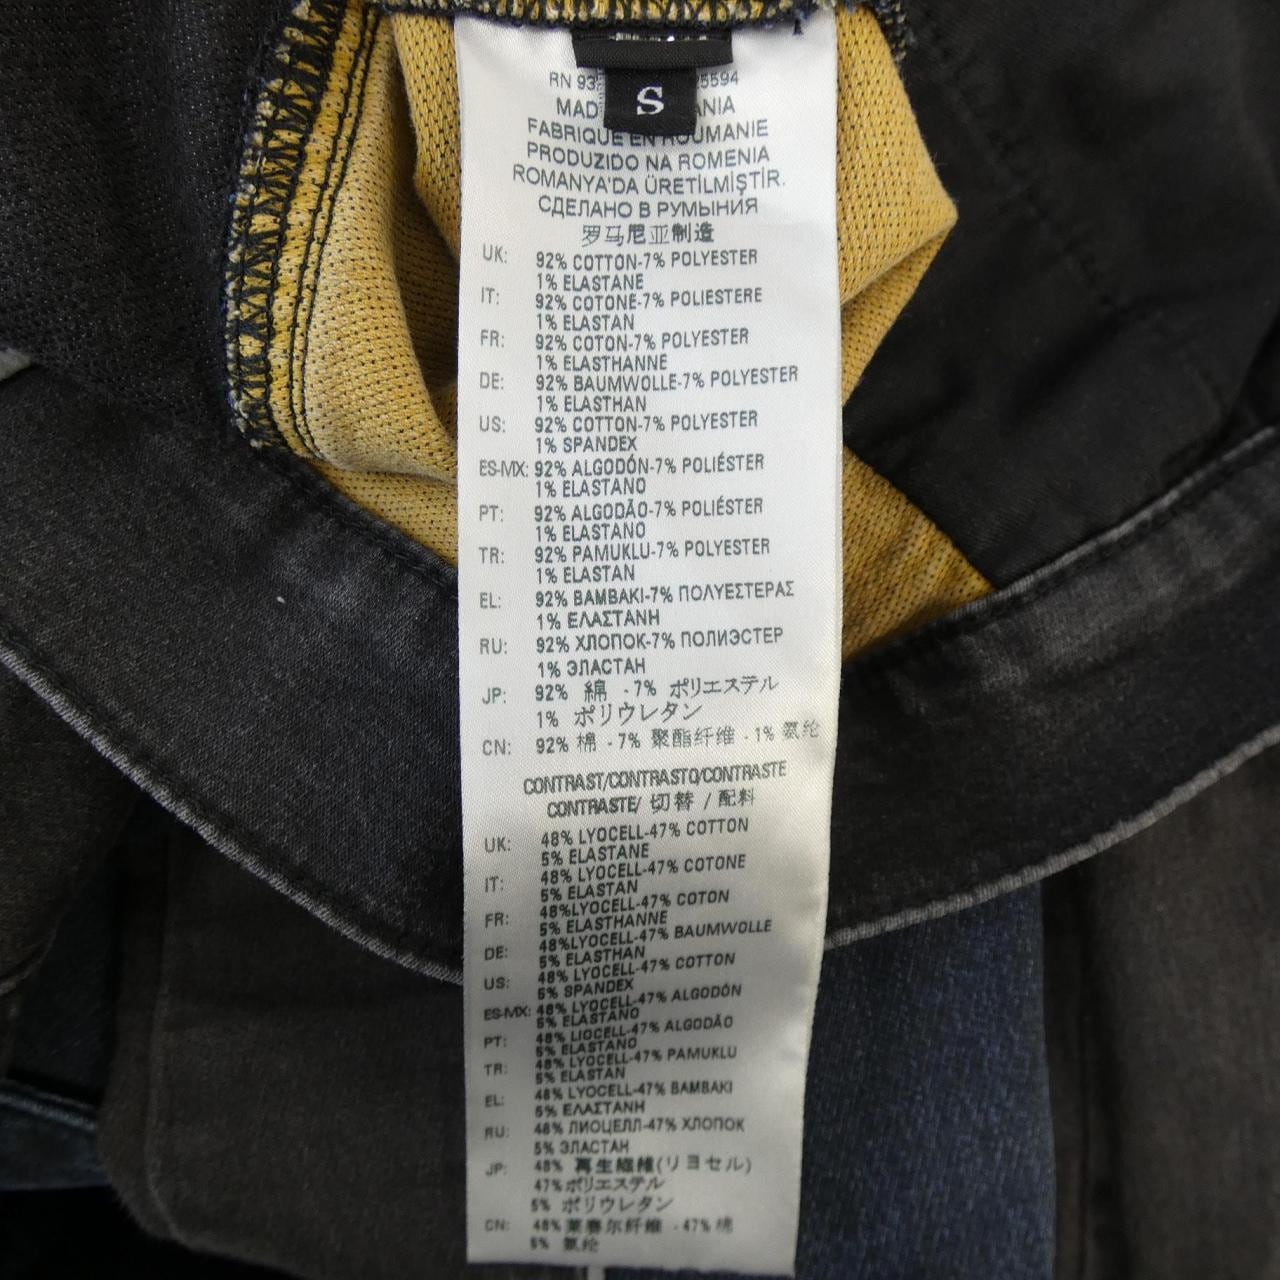 S
RN 93 5594
MAD ANIA
FABRIQUE EN ROUMANIE
PRODUZIDO NA ROMENIA
ROMANYA'DA ÜRETİLMİŞTİR.
СДЕЛАНО В РУМЫНИЯ
罗马尼亚制造
UK: 92% COTTON-7% POLYESTER
1% ELASTANE
IT: 92% COTONE-7% POLIESTERE
1% ELASTAN
FR: 92% COTON-7% POLYESTER
1% ELASTHANNE
DE: 92% BAUMWOLLE-7% POLYESTER
1% ELASTHAN
US: 92% COTTON-7% POLYESTER
1% SPANDEX
ES-MX: 92% ALGODÓN-7% POLIÉSTER
1% ELASTANO
PT: 92% ALGODÃO-7% POLIÉSTER
1% ELASTANO
TR: 92% PAMUKLU-7% POLYESTER
1% ELASTAN
EL: 92% ΒΑΜΒΑΚΙ-7% ΠΟΛΥΕΣΤΕΡΑΣ
1% ΕΛΑΣΤΑΝΗ
RU: 92% ХЛОПОК-7% ПОЛИЭСТЕР
1% ЭЛАСТАН
JP: 92% 綿 -7% ポリエステル
1% ポリウレタン
CN: 92% 棉 -7% 聚酯纤维 -1% 氨纶
CONTRAST/CONTRASTO/CONTRASTE
CONTRASTE/ 切替 / 配料
UK: 48% LYOCELL-47% COTTON
5% ELASTANE
IT: 48% LYOCELL-47% COTONE
5% ELASTAN
FR: 48%LYOCELL-47% COTON
5% ELASTHANNE
DE: 48%LYOCELL-47% BAUMWOLLE
5% ELASTHAN
US: 48% LYOCELL-47% COTTON
5% SPANDEX
ES-MX: 48% LYOCELL-47% ALGODÓN
5% ELASTANO
PT: 48% LIOCELL-47% ALGODÃO
5% ELASTANO
TR: 48% LYOCELL-47% PAMUKLU
5% ELASTAN
EL: 48% LYOCELL-47% ΒΑΜΒΑΚΙ
5% ΕΛΑΣΤΑΝΗ
RU: 48% ЛИОЦЕЛЛ-47% ХЛОПОК
5% ЭЛАСТАН
JP: 48% 再生繊維(リヨセル)
47%ポリエステル
5% ポリウレタン
CN: 48%莱赛尔纤维 -47% 棉
5% 氨纶